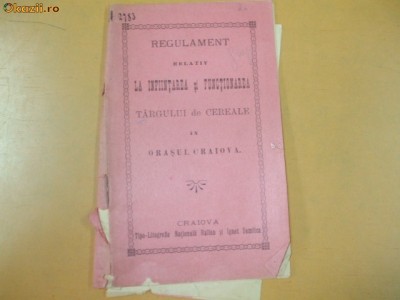 Okazii.ro
2783
REGULAMENT
RELATIV
LA INFIINȚAREA și FUNCȚIONAREA
TÂRGULUI de CEREALE
ORAȘUL CRAIOVA.
CRAIOVA
Tipo-Litografia Națională Ralian și Ignat Samitca